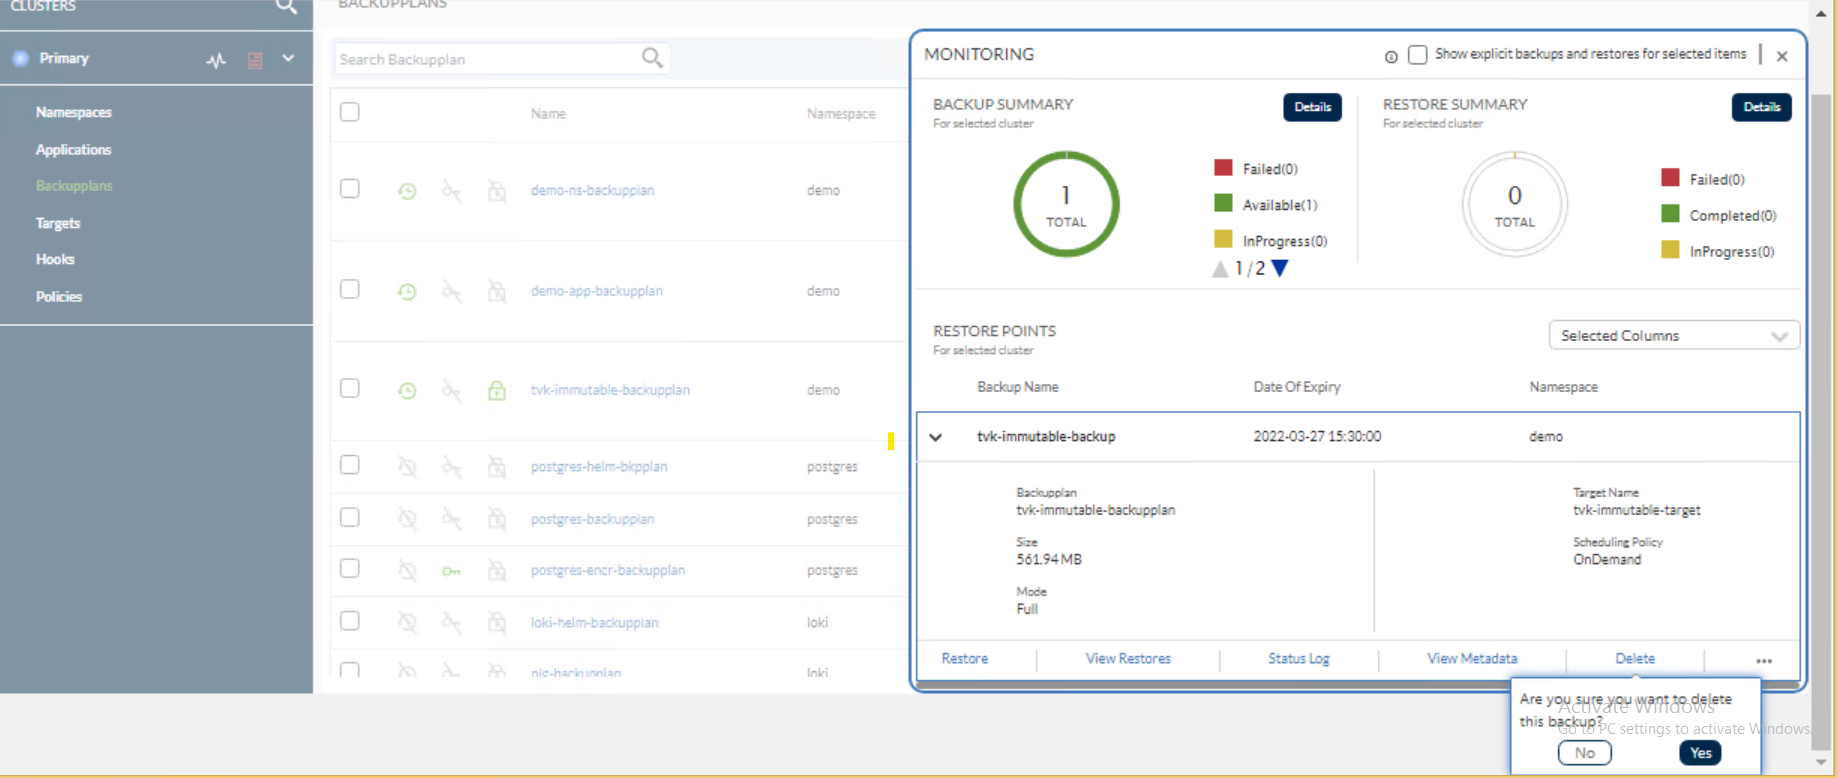 CLUSTERS
BACKUPPLANS
Primary
Namespaces
Applications
Backupplans
Targets
Hooks
Policies
Search Backupplan
Name Namespace
demo-ns-backupplan demo
demo-app-backupplan demo
tvk-immutable-backupplan demo
postgres-helm-bkpplan postgres
postgres-backupplan postgres
postgres-encr-backupplan postgres
loki-helm-backupplan loki
plg-backupplan loki
MONITORING
Show explicit backups and restores for selected items
BACKUP SUMMARY
For selected cluster
Details
1
TOTAL
Failed(0)
Available(1)
InProgress(0)
1/2
RESTORE SUMMARY
For selected cluster
Details
0
TOTAL
Failed(0)
Completed(0)
InProgress(0)
RESTORE POINTS
For selected cluster
Selected Columns
Backup Name Date Of Expiry Namespace
tvk-immutable-backup 2022-03-27 15:30:00 demo
Backupplan
tvk-immutable-backupplan
Size
561.94 MB
Mode
Full
Target Name
tvk-immutable-target
Scheduling Policy
OnDemand
Restore View Restores Status Log View Metadata Delete •••
Are you sure you want to delete
this backup?
No Yes
Activate Windows
Go to PC settings to activate Windows.